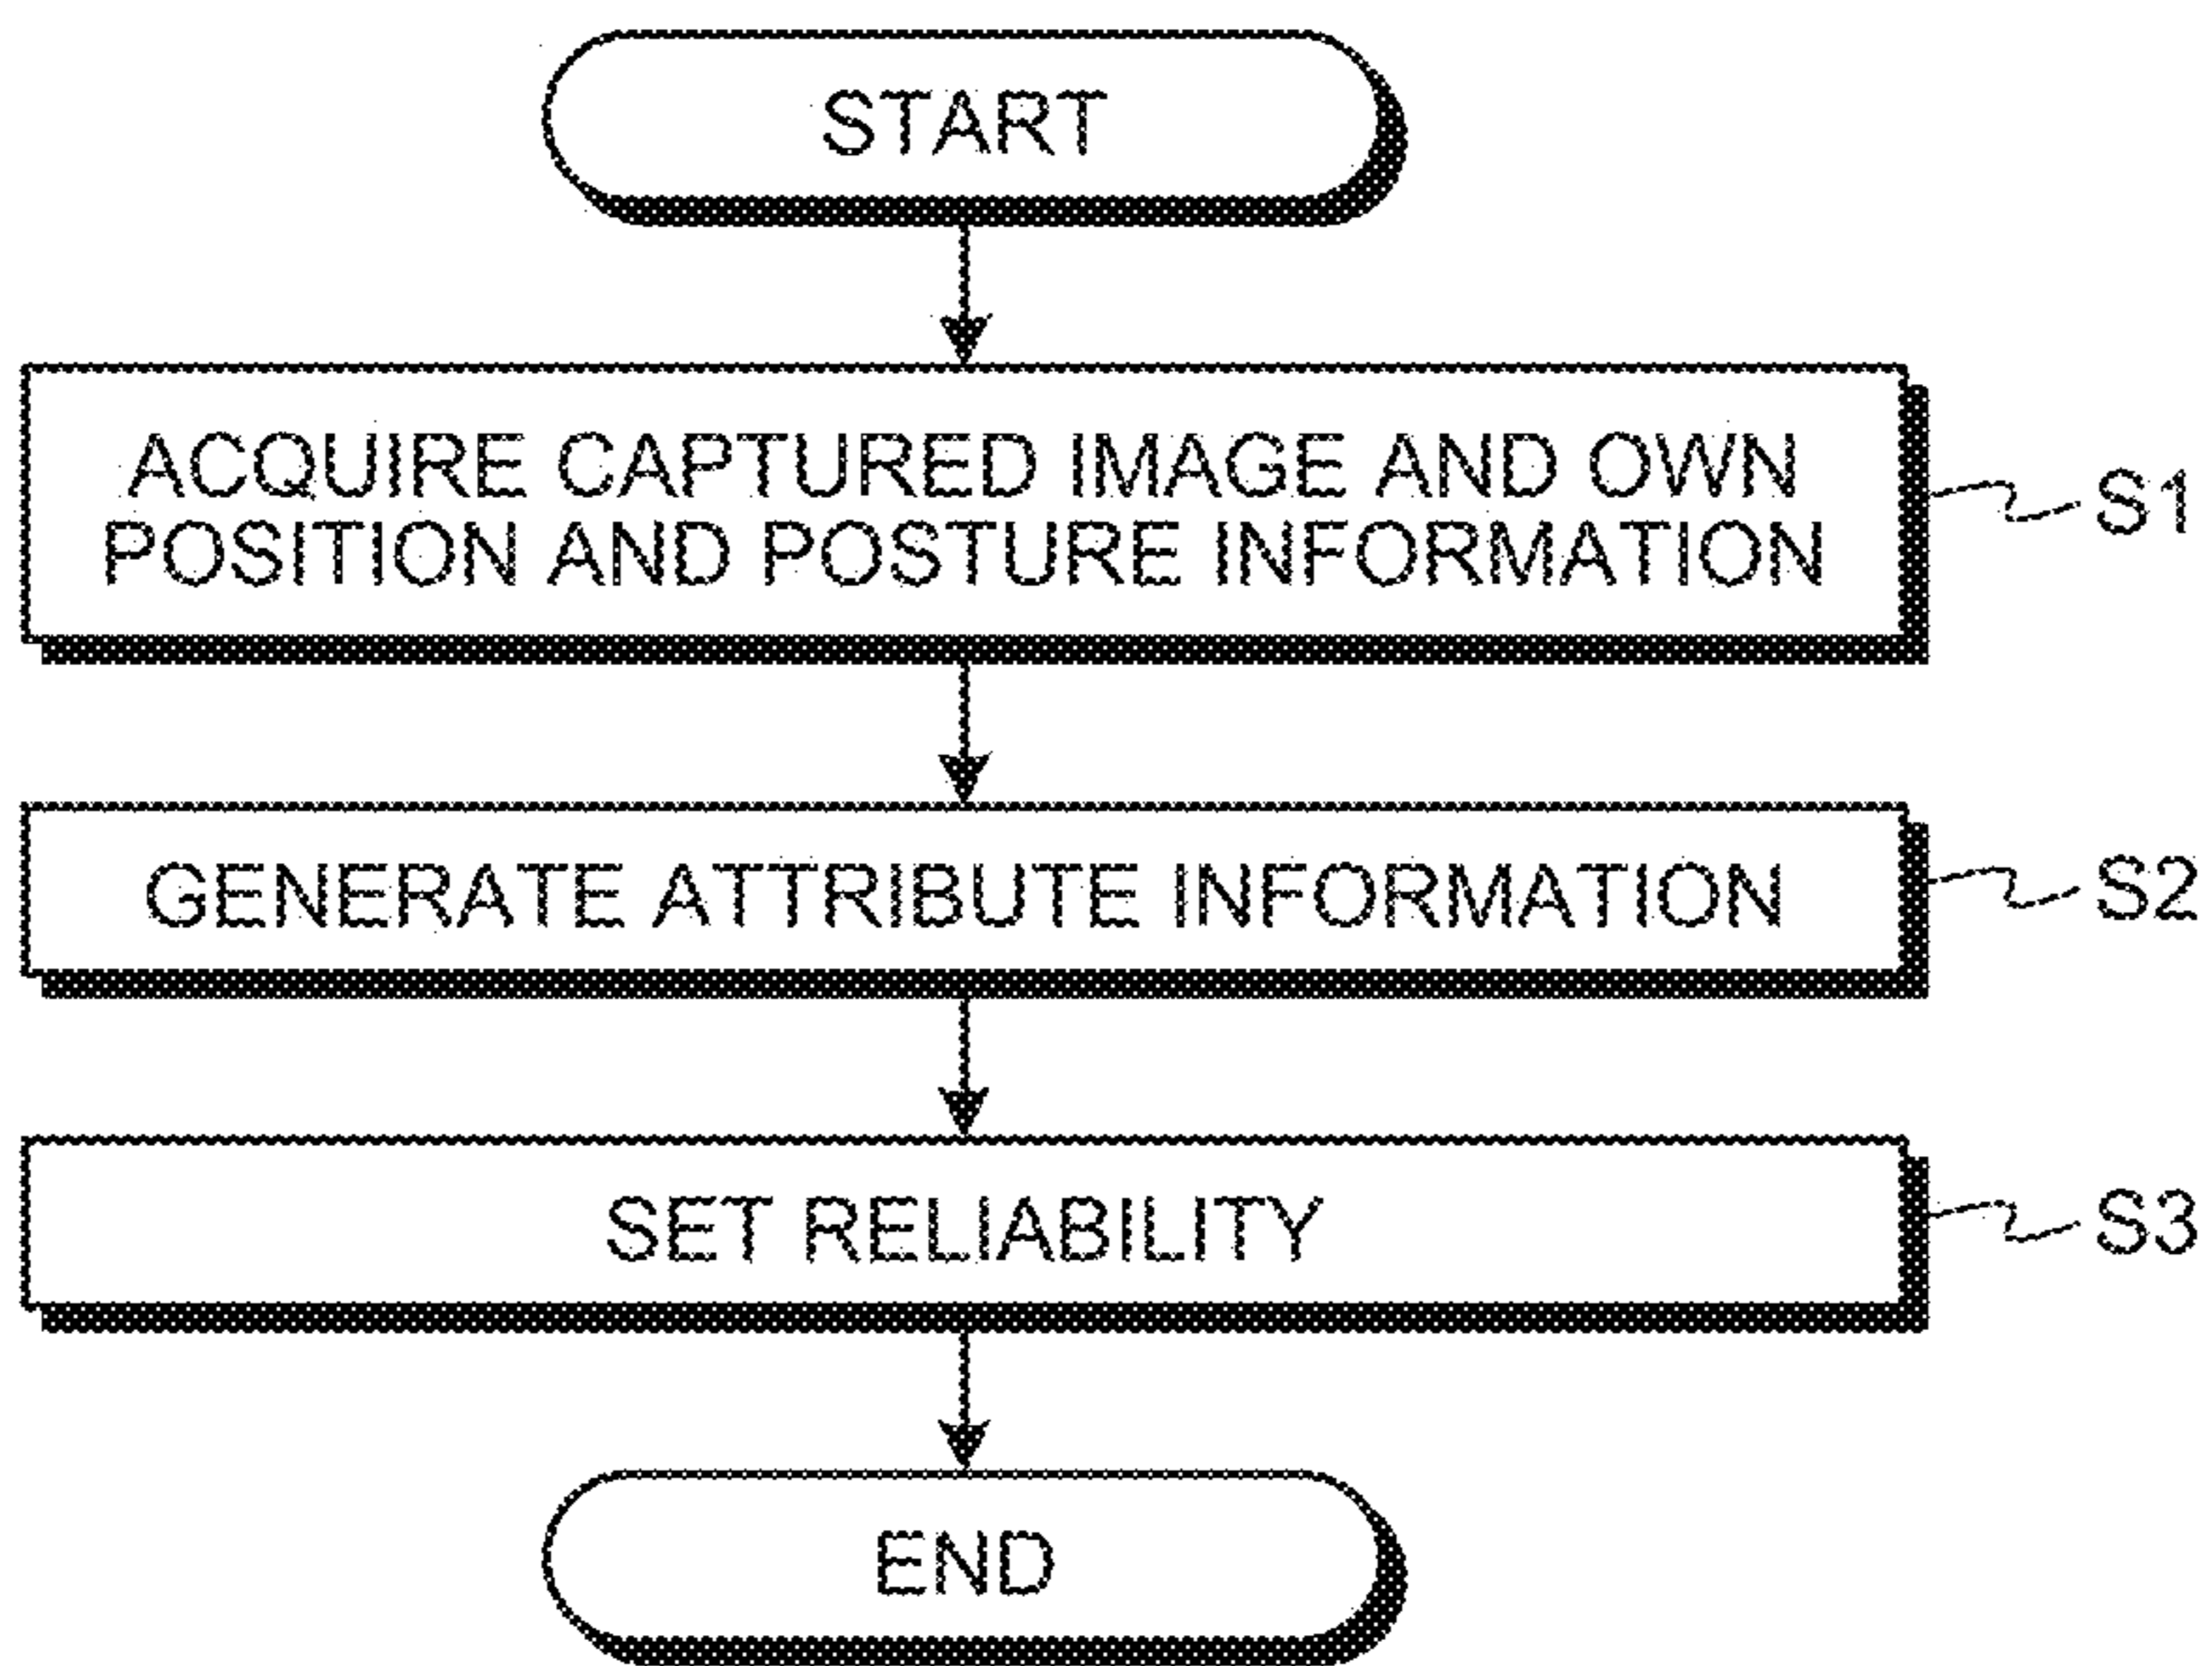 START
ACQUIRE CAPTURED IMAGE AND OWN
POSITION AND POSTURE INFORMATION
S1
GENERATE ATTRIBUTE INFORMATION
S2
SET RELIABILITY
S3
END